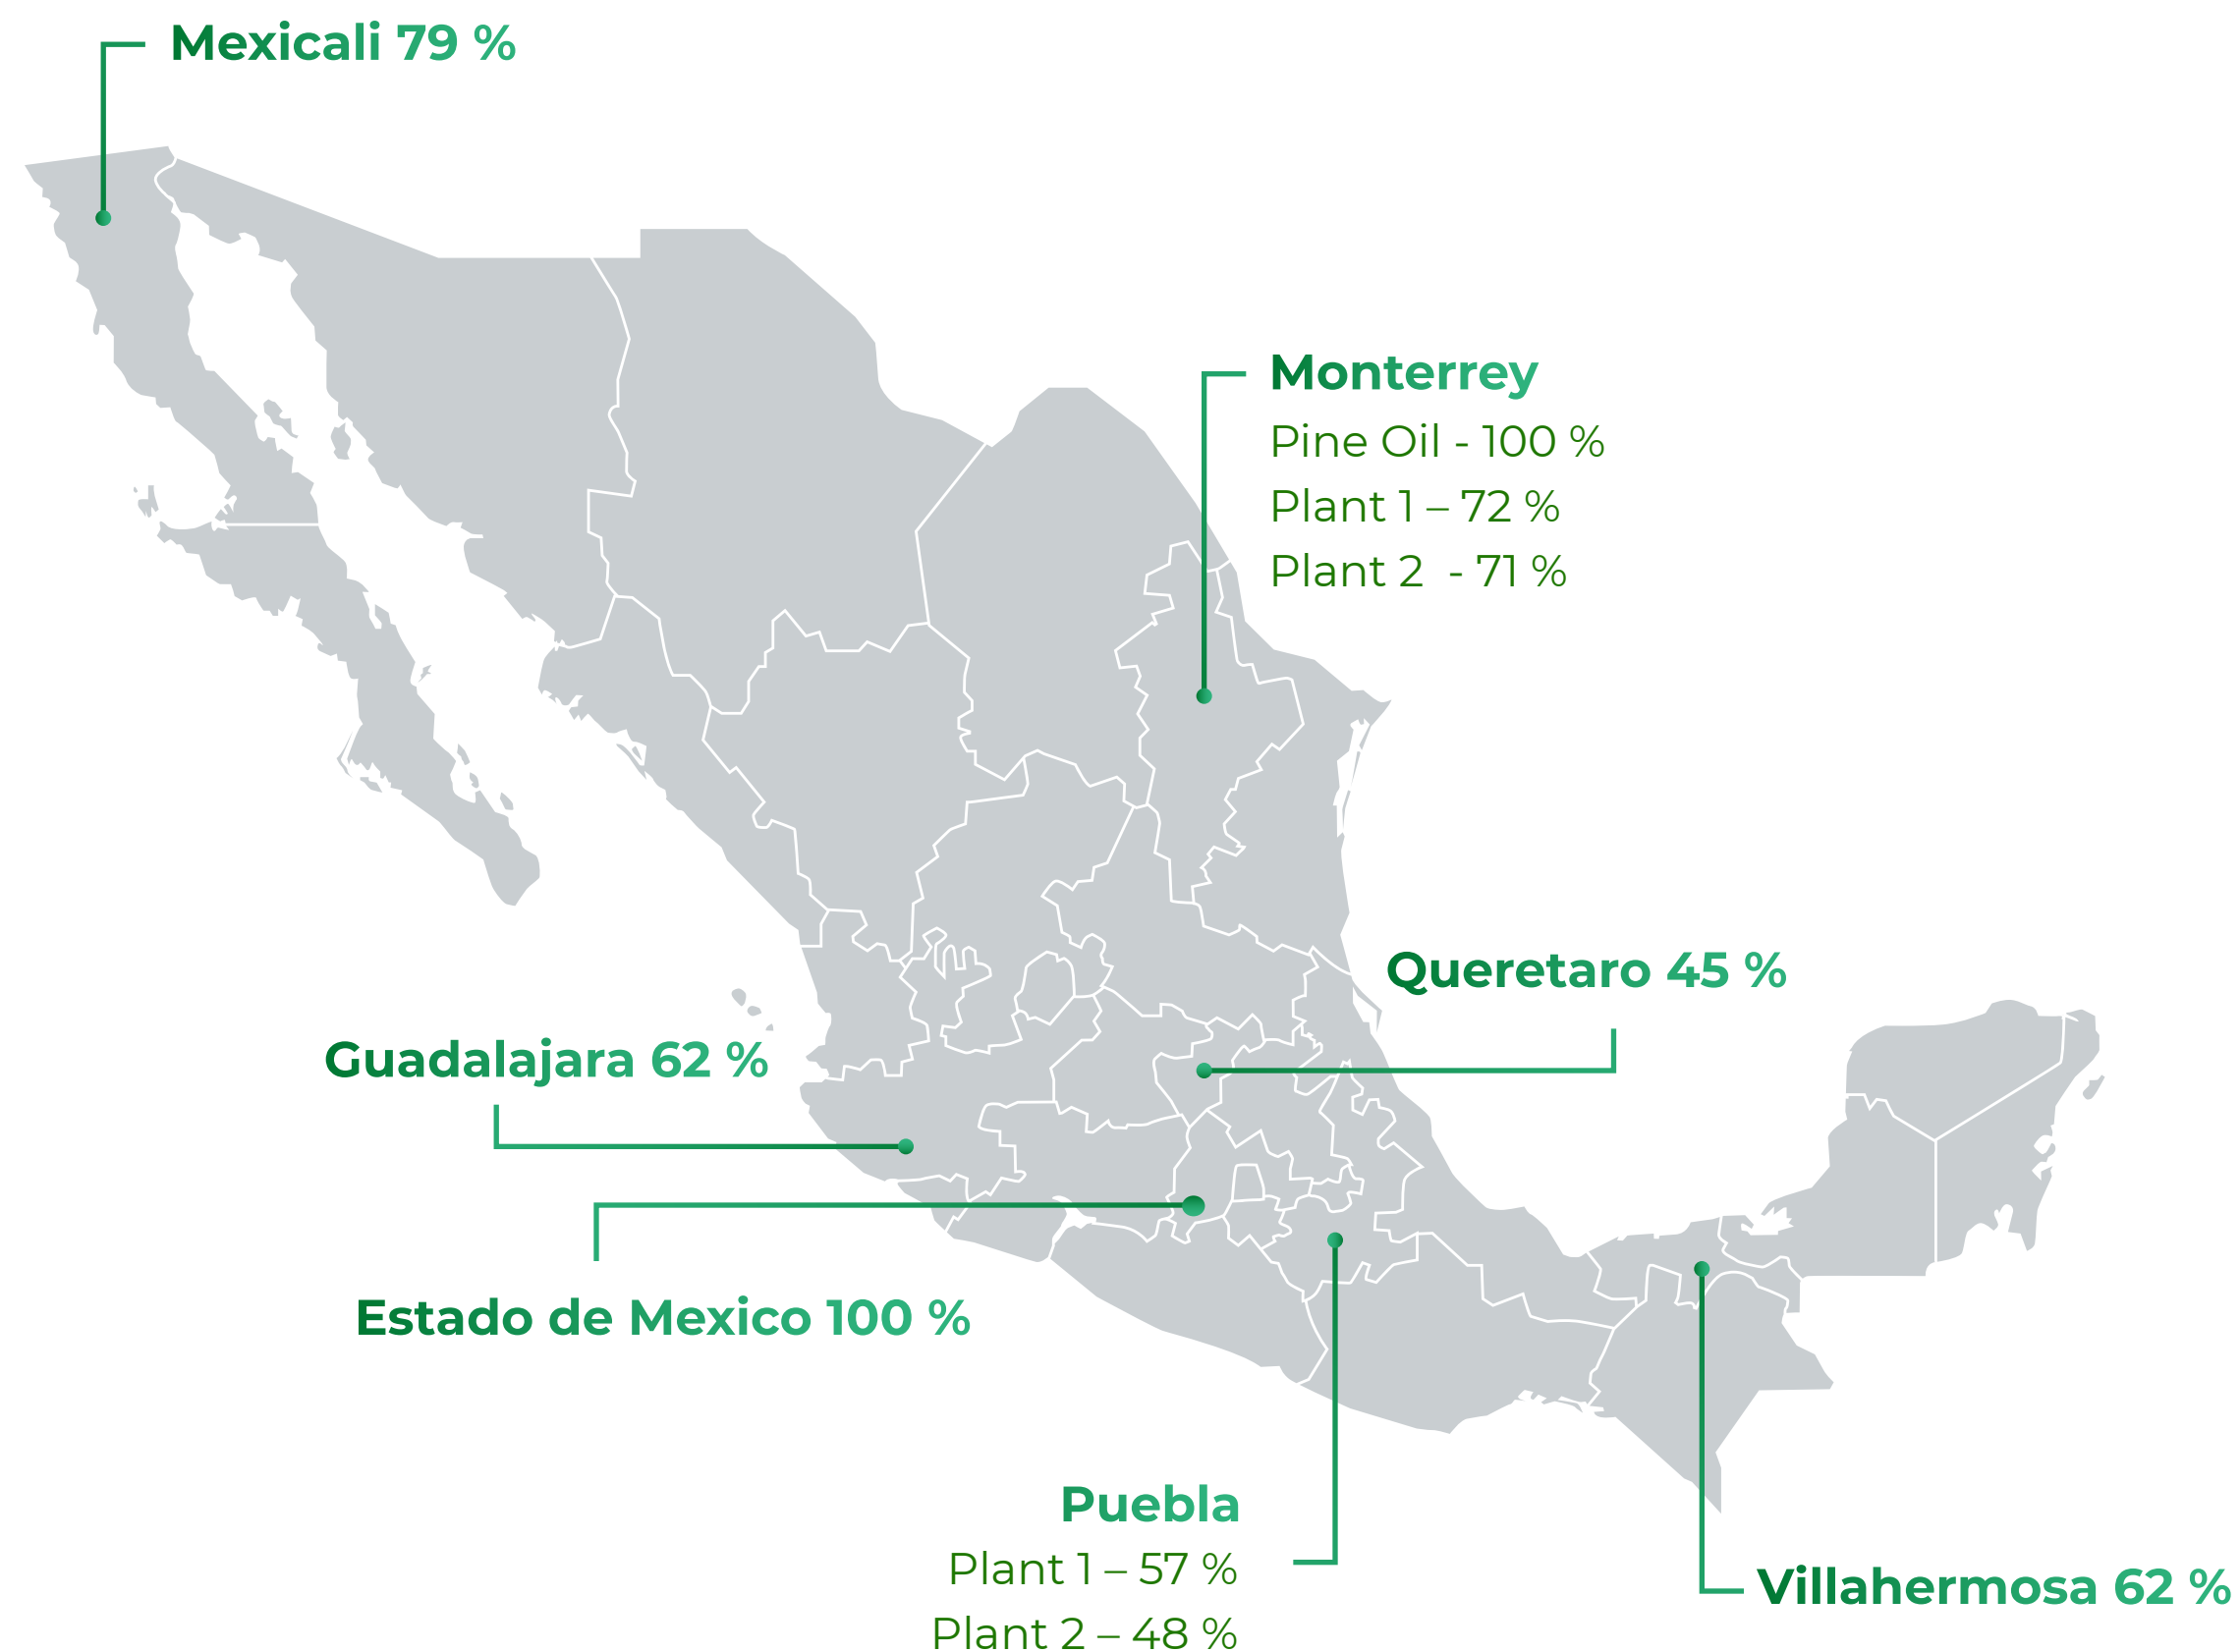 Mexicali 79 %
Monterrey
Pine Oil - 100 %
Plant 1 – 72 %
Plant 2 - 71 %
Queretaro 45 %
Guadalajara 62 %
Estado de Mexico 100 %
Puebla
Plant 1 – 57 %
Plant 2 – 48 %
Villahermosa 62 %